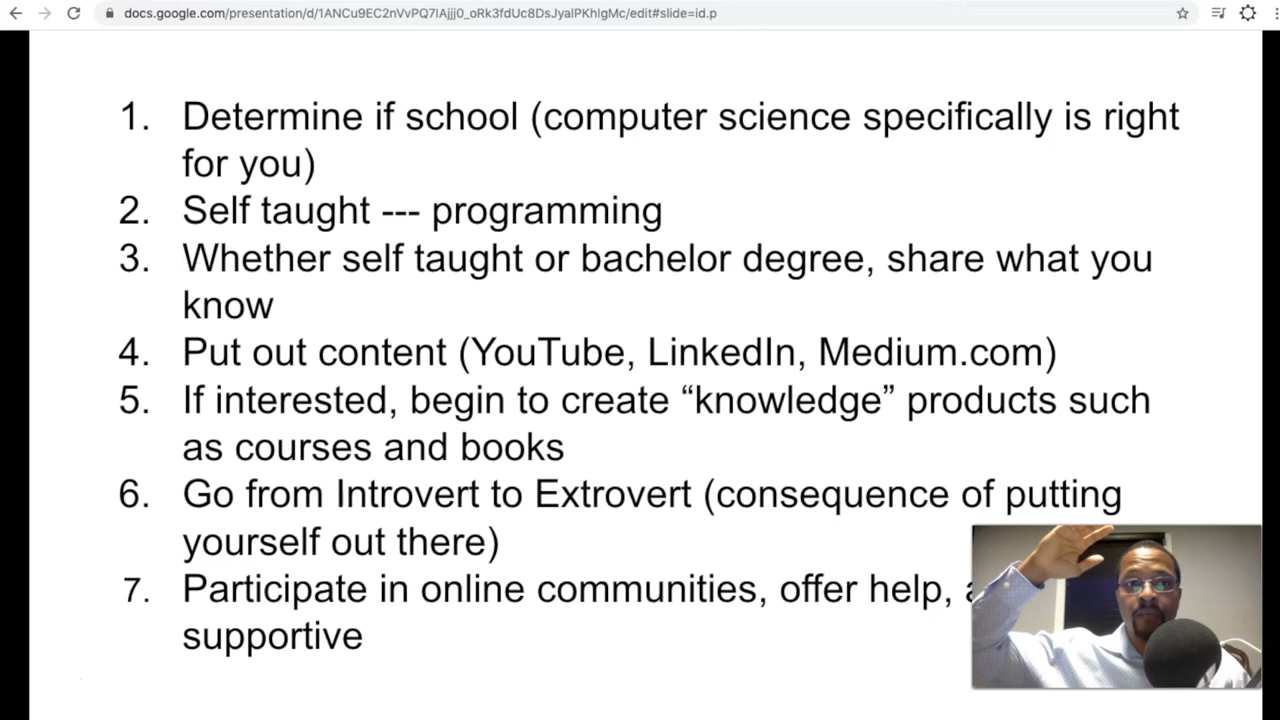 docs.google.com/presentation/d/1ANCu9EC2nVvPQ7lAjjj0_oRk3fdUc8DsJyalPKhlgMc/edit#slide=id.p
1. Determine if school (computer science specifically is right
for you)
2. Self taught --- programming
3. Whether self taught or bachelor degree, share what you
know
4. Put out content (YouTube, LinkedIn, Medium.com)
5. If interested, begin to create “knowledge” products such
as courses and books
6. Go from Introvert to Extrovert (consequence of putting
yourself out there)
7. Participate in online communities, offer help,
supportive